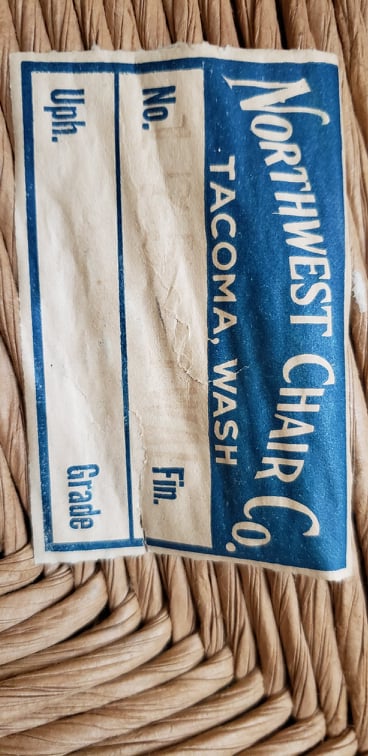 NORTHWEST CHAIR CO.
TACOMA, WASH
No. Fin.
Uph. Grade